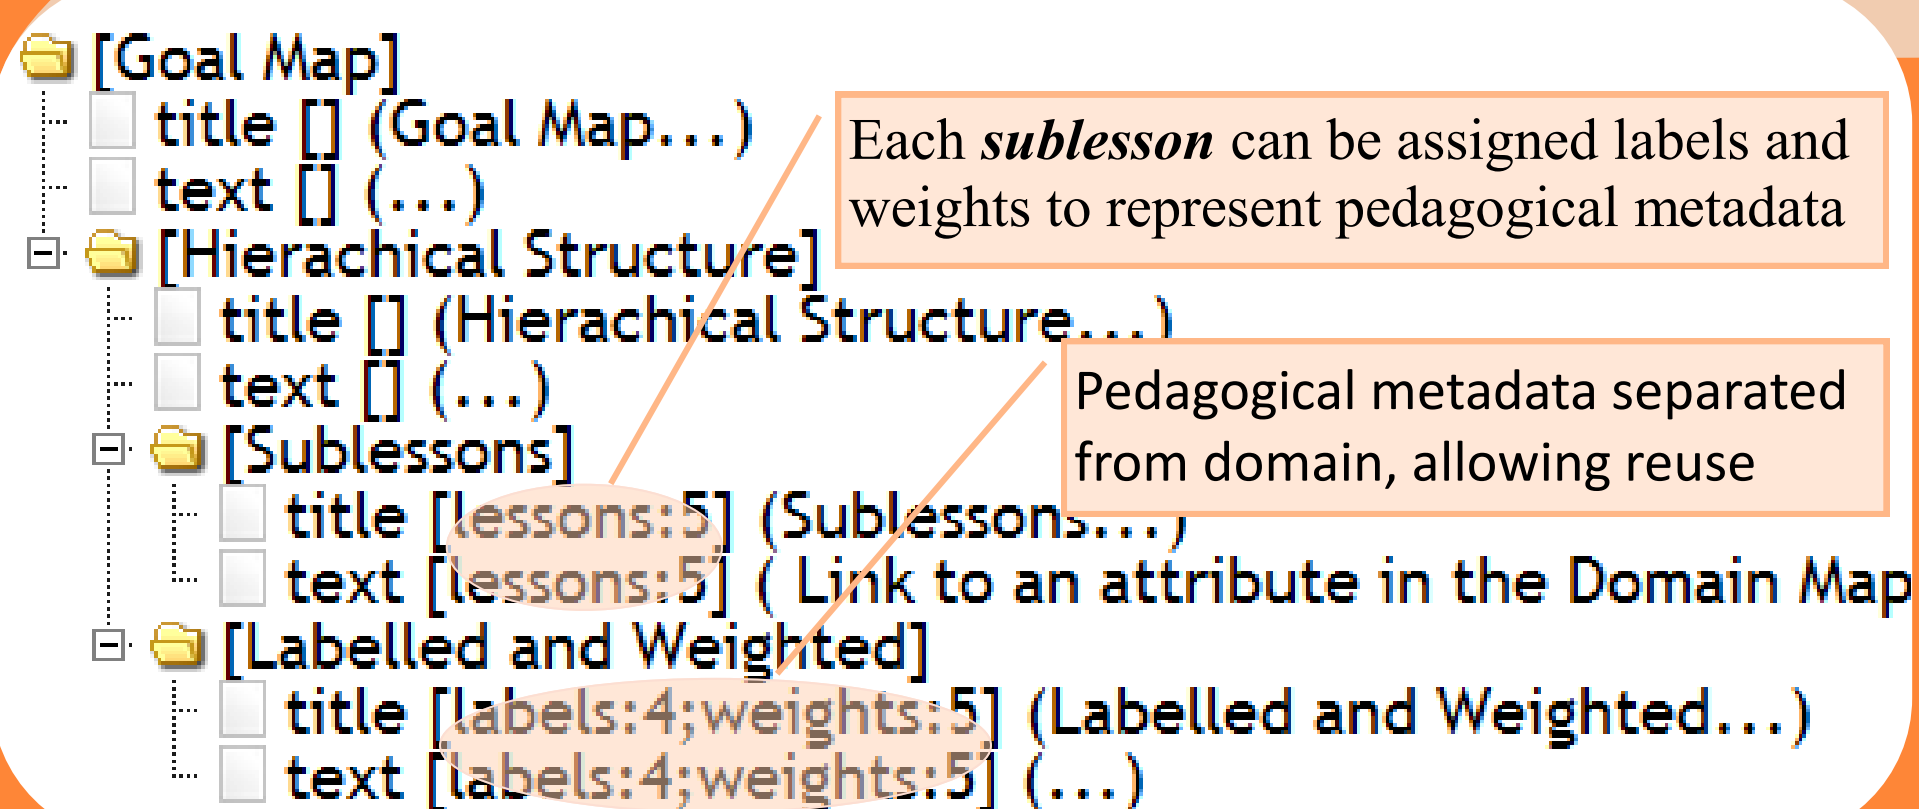 [Goal Map]
title [] (Goal Map...)
text [] (...)
Each sublesson can be assigned labels and
weights to represent pedagogical metadata
[Hierachical Structure]
title [] (Hierachical Structure...)
text [] (...)
Pedagogical metadata separated
from domain, allowing reuse
[Sublessons]
title [lessons:5] (Sublessons...)
text [lessons:5] ( Link to an attribute in the Domain Map
[Labelled and Weighted]
title [labels:4;weights:5] (Labelled and Weighted...)
text [labels:4;weights:5] (...)